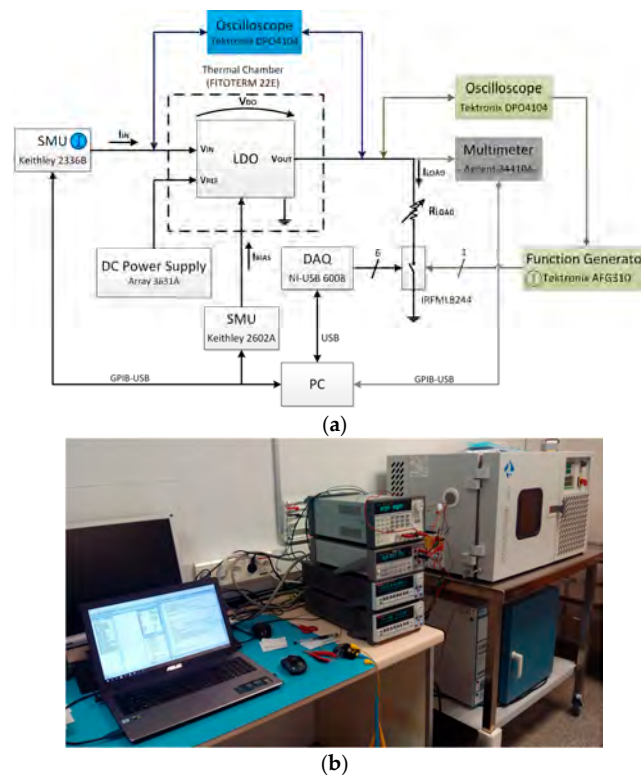 Oscilloscope
Tektronix DPO4104
Thermal Chamber
(FITOTERM 22E)
VDO
Oscilloscope
Tektronix DPO4104
SMU
Keithley 2336B
IIN
VIN
LDO
VOUT
Multimeter
Agilent 34410A
VREF
ILOAD
RLOAD
DC Power Supply
Array 3631A
IBIAS
DAQ
NI-USB 6008
6
1
Function Generator
Tektronix AFG310
IRFMLB244
SMU
Keithley 2602A
USB
GPIB-USB
PC
GPIB-USB
(a)
ASUS
(b)